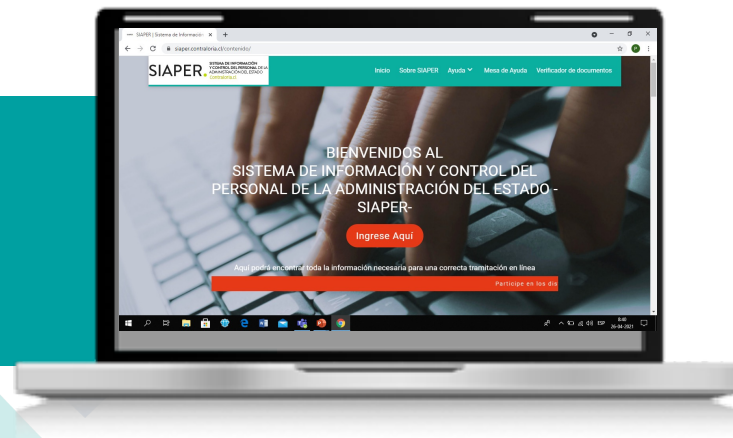 SIAPER | Sistema de Información
siaper.contraloria.cl/contenido/
SIAPER.
SISTEMA DE INFORMACIÓN
Y CONTROL DEL PERSONAL DE LA
ADMINISTRACIÓN DEL ESTADO
Inicio Sobre SIAPER Ayuda Mesa de Ayuda Verificador de documentos
BIENVENIDOS AL
SISTEMA DE INFORMACIÓN Y CONTROL DEL
PERSONAL DE LA ADMINISTRACIÓN DEL ESTADO -
SIAPER-
Ingrese Aquí
Aquí podrá encontrar toda la información necesaria para una correcta tramitación en línea
Participe en los dis
ESP
8:40
26-04-2021